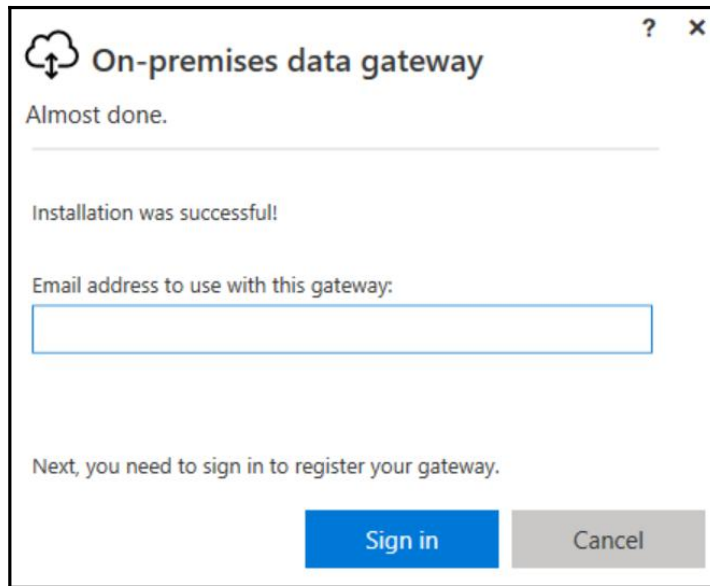 ? ×
On-premises data gateway
Almost done.
Installation was successful!
Email address to use with this gateway:
Next, you need to sign in to register your gateway.
Sign in Cancel